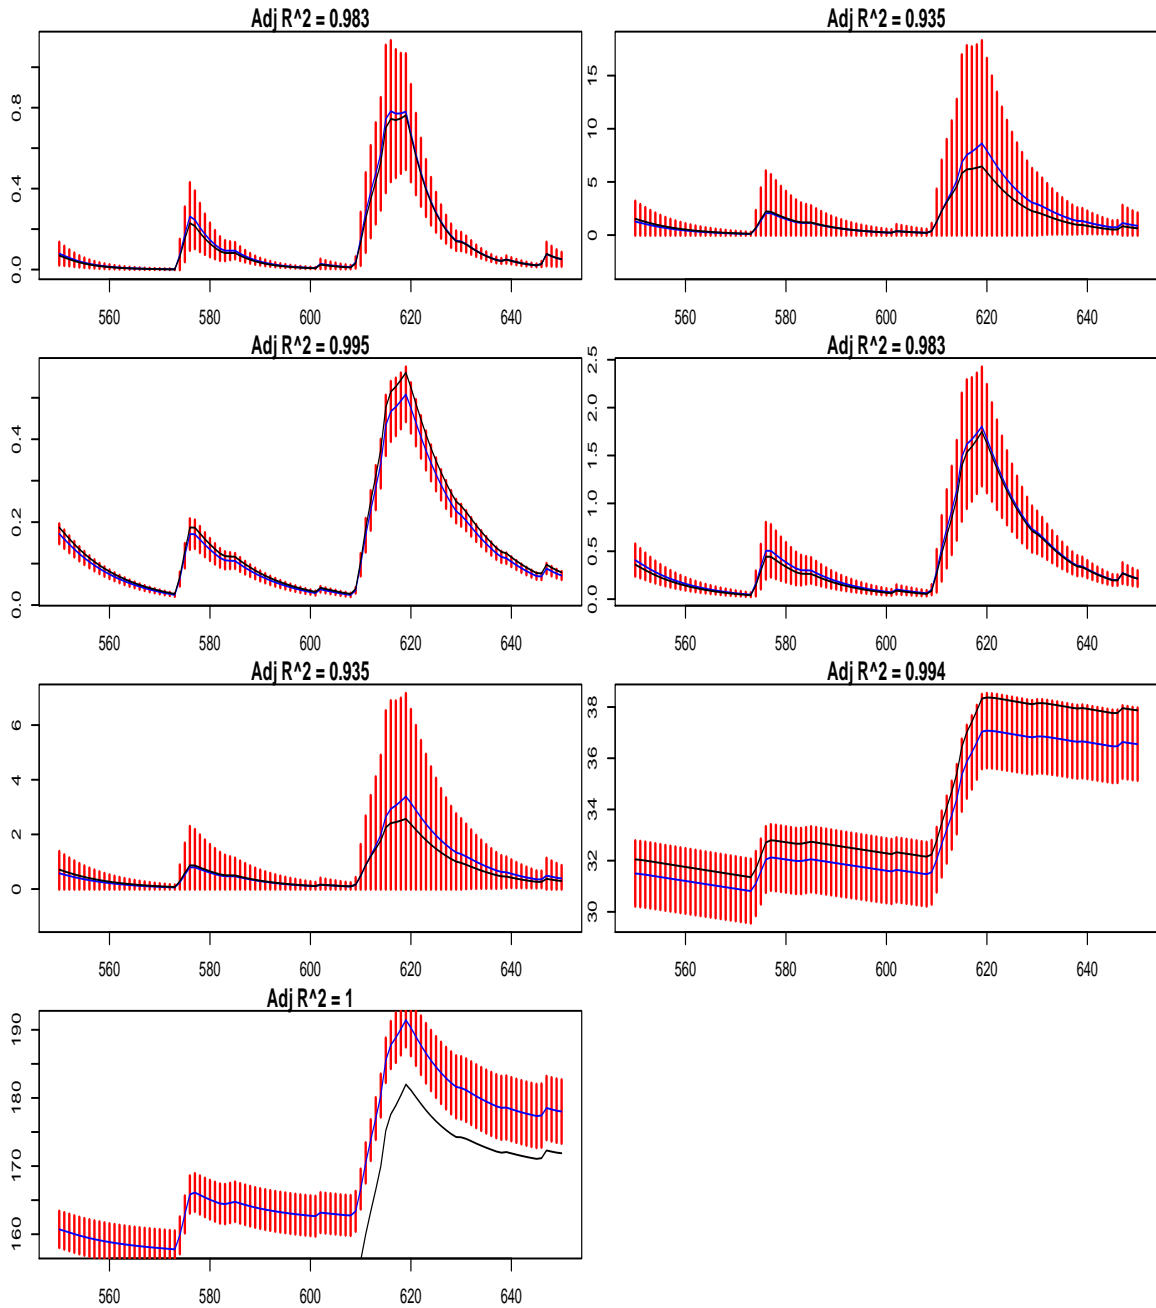 Adj R^2 = 0.983
0.0 0.4 0.8
560 580 600 620 640
Adj R^2 = 0.935
0 5 10 15
560 580 600 620 640
Adj R^2 = 0.995
0.0 0.2 0.4
560 580 600 620 640
Adj R^2 = 0.983
0.0 0.5 1.0 1.5 2.0 2.5
560 580 600 620 640
Adj R^2 = 0.935
0 2 4 6
560 580 600 620 640
Adj R^2 = 0.994
30 32 34 36 38
560 580 600 620 640
Adj R^2 = 1
160 170 180 190
560 580 600 620 640